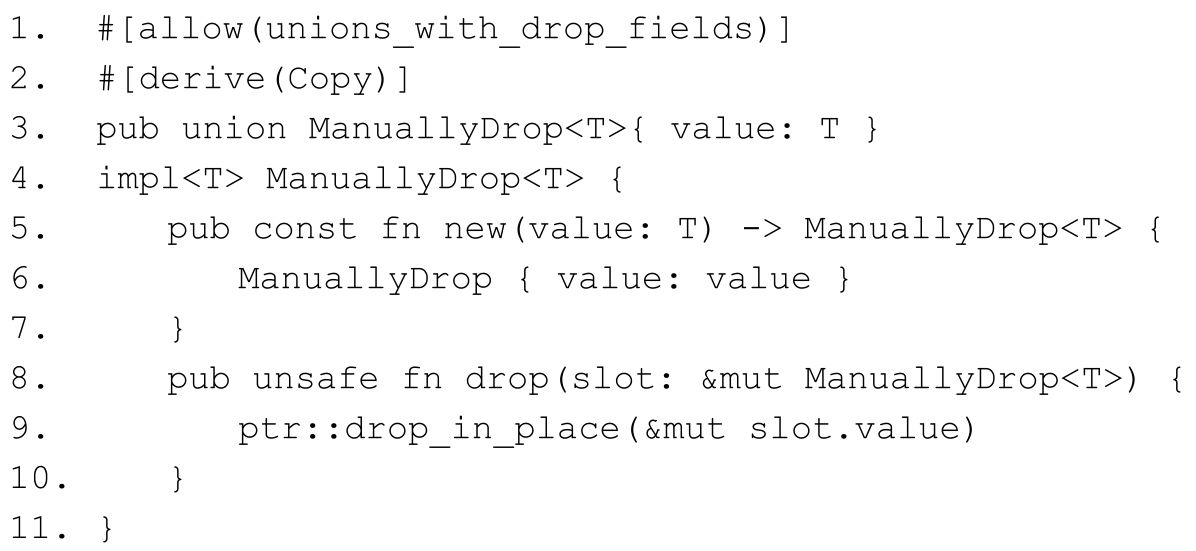 1. #[allow(unions_with_drop_fields)]
2. #[derive(Copy)]
3. pub union ManuallyDrop<T>{ value: T }
4. impl<T> ManuallyDrop<T> {
5. pub const fn new(value: T) -> ManuallyDrop<T> {
6. ManuallyDrop { value: value }
7. }
8. pub unsafe fn drop(slot: &mut ManuallyDrop<T>) {
9. ptr::drop_in_place(&mut slot.value)
10. }
11. }